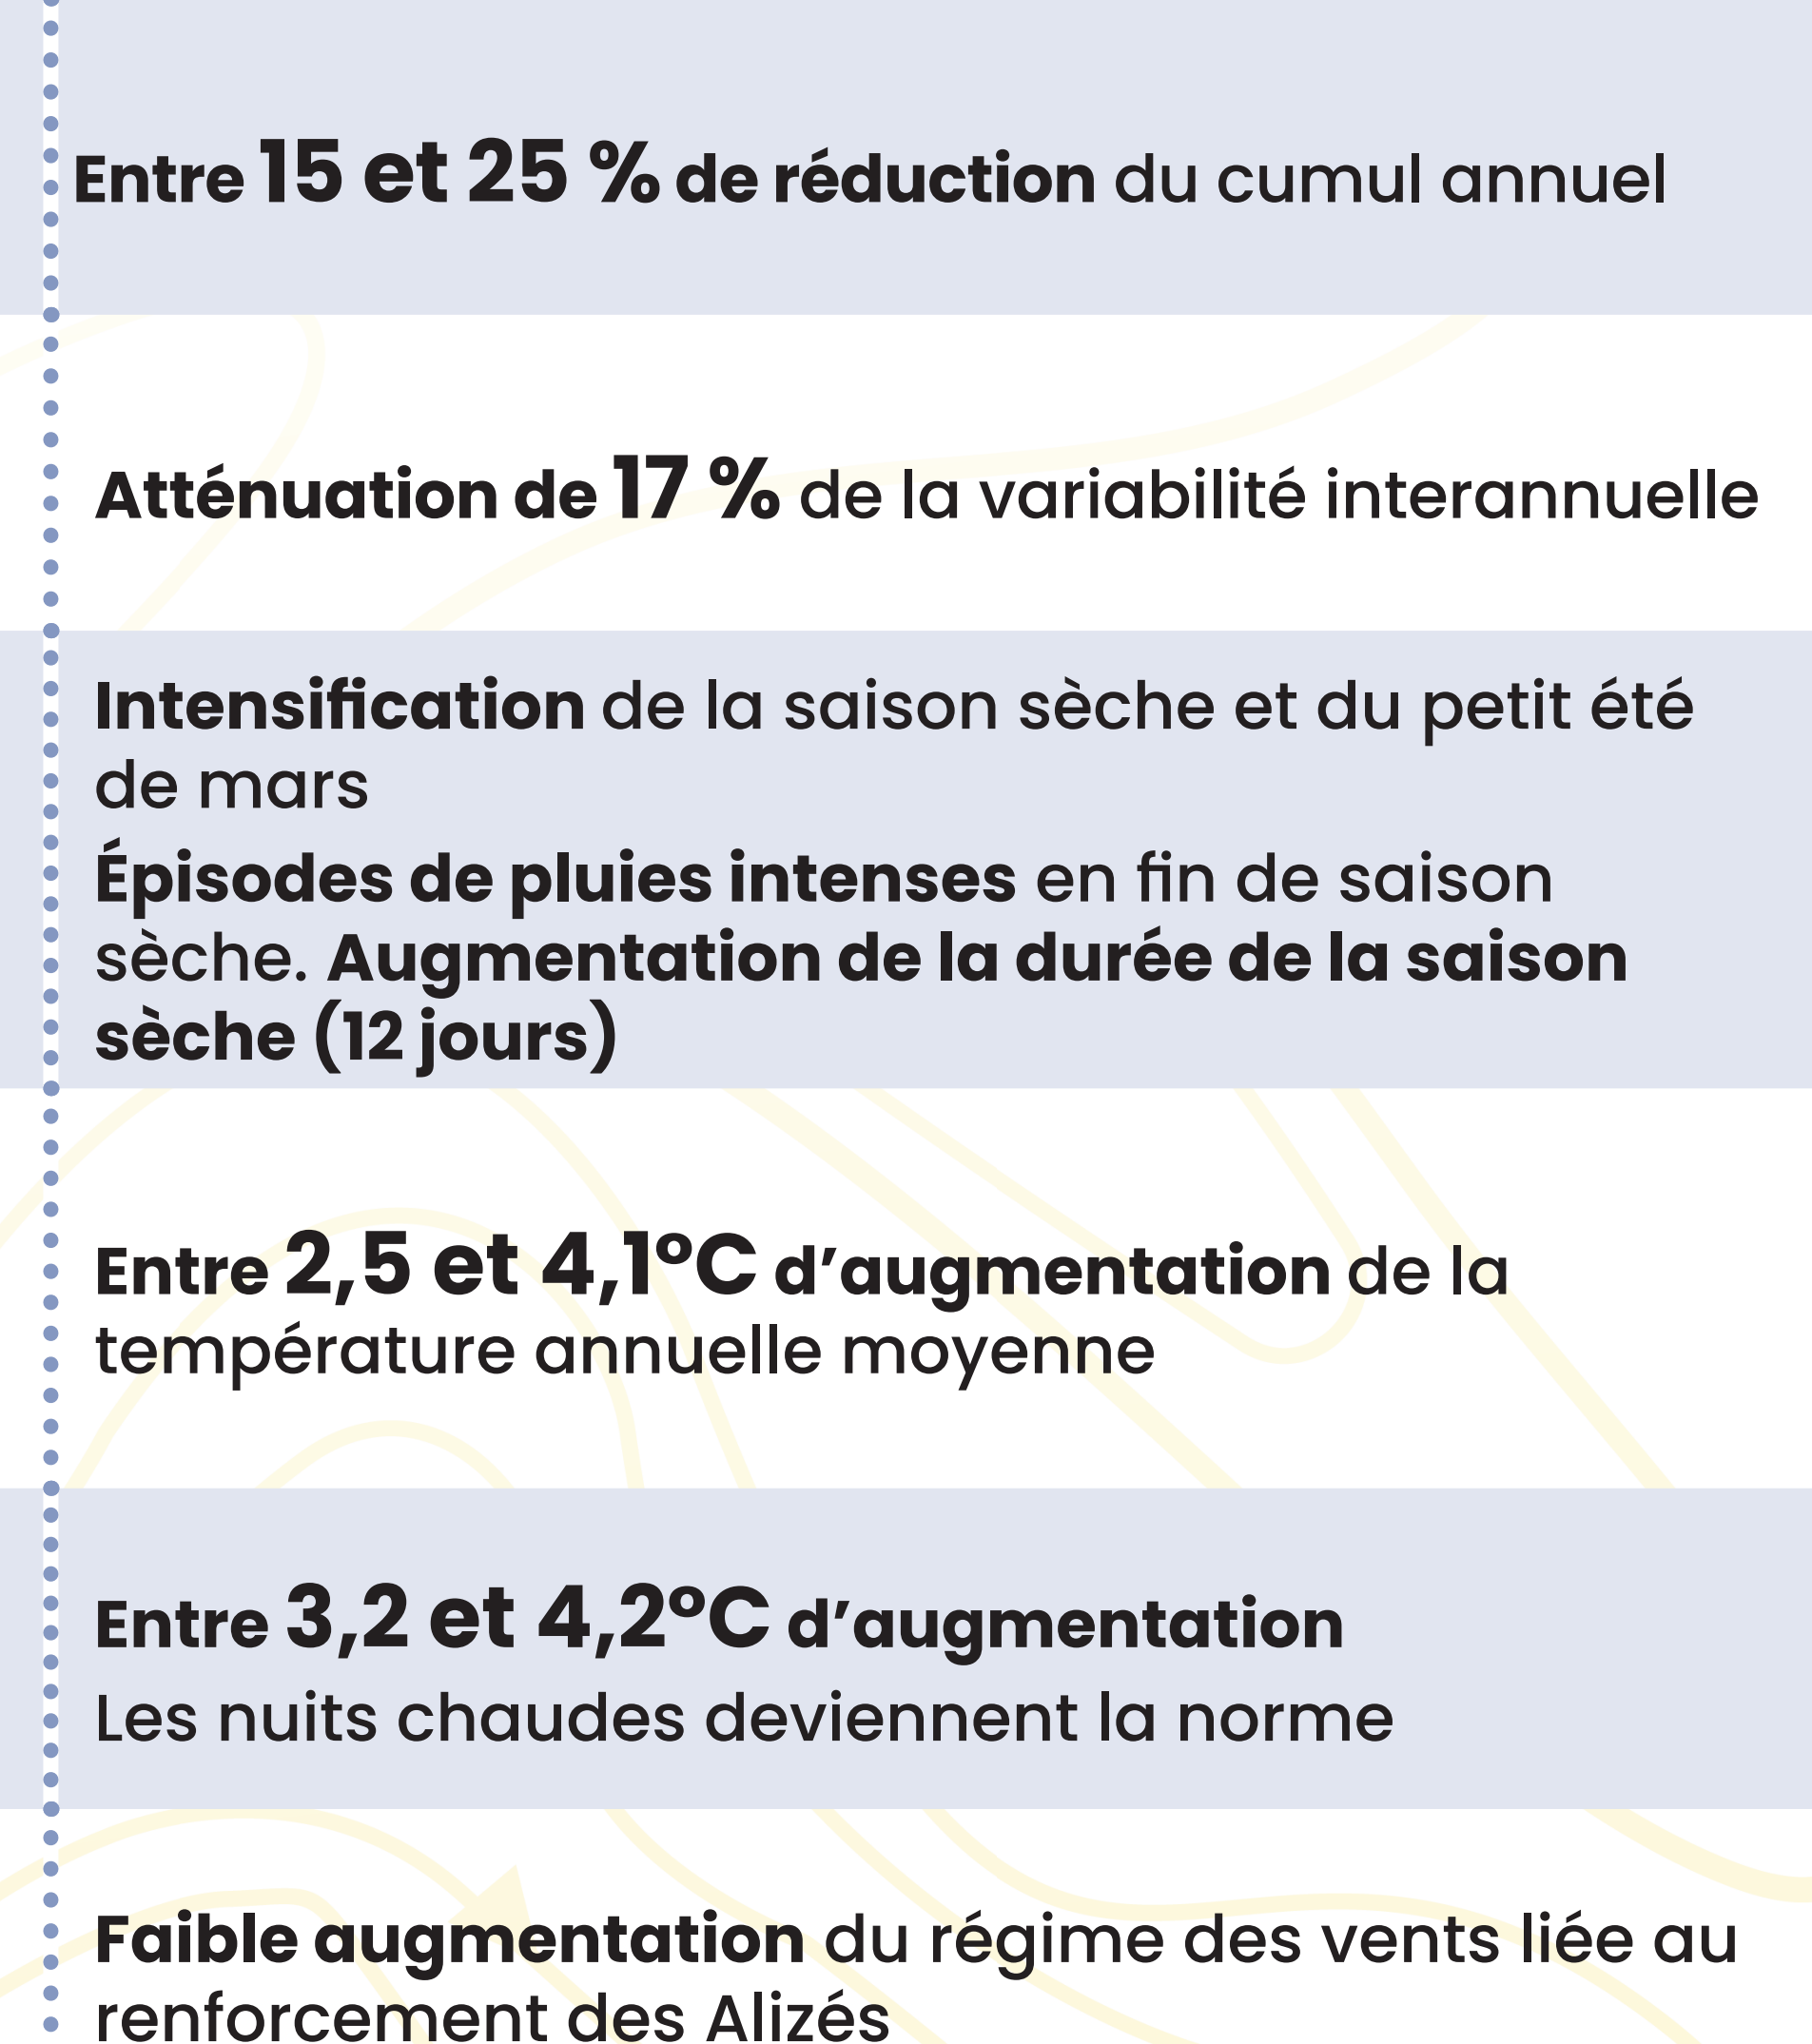 Entre 15 et 25 % de réduction du cumul annuel
Atténuation de 17 % de la variabilité interannuelle
Intensification de la saison sèche et du petit été
de mars
Épisodes de pluies intenses en fin de saison
sèche. Augmentation de la durée de la saison
sèche (12 jours)
Entre 2,5 et 4,1°C d’augmentation de la
température annuelle moyenne
Entre 3,2 et 4,2°C d’augmentation
Les nuits chaudes deviennent la norme
Faible augmentation du régime des vents liée au
renforcement des Alizés